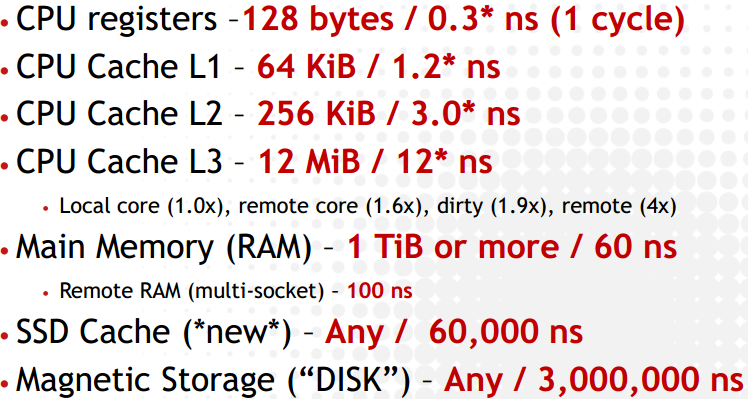 • CPU registers –128 bytes / 0.3* ns (1 cycle)
• CPU Cache L1 – 64 KiB / 1.2* ns
• CPU Cache L2 – 256 KiB / 3.0* ns
• CPU Cache L3 – 12 MiB / 12* ns
• Local core (1.0x), remote core (1.6x), dirty (1.9x), remote (4x)
• Main Memory (RAM) – 1 TiB or more / 60 ns
• Remote RAM (multi-socket) – 100 ns
• SSD Cache (*new*) – Any / 60,000 ns
• Magnetic Storage (“DISK”) – Any / 3,000,000 ns